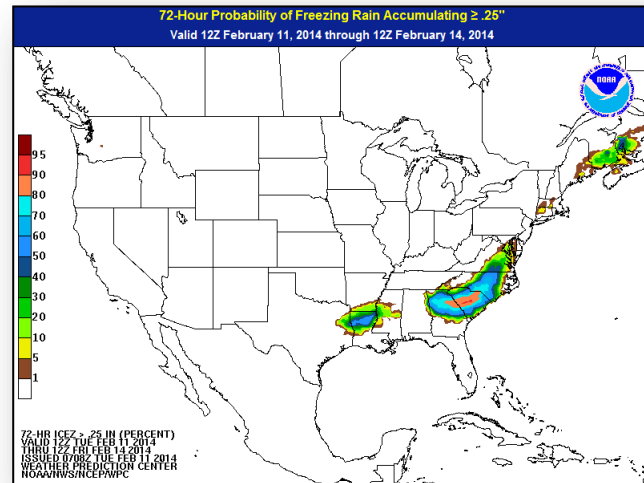 72-Hour Probability of Freezing Rain Accumulating ≥ .25"
Valid 12Z February 11, 2014 through 12Z February 14, 2014
NOAA
95
90
80
70
60
50
40
30
20
10
5
1
72-HR ICEZ > .25 IN (PERCENT)
VALID 12Z TUE FEB 11 2014
THRU 12Z FRI FEB 14 2014
ISSUED 0708Z TUE FEB 11 2014
WEATHER PREDICTION CENTER
NOAA/NWS/NCEP/WPC